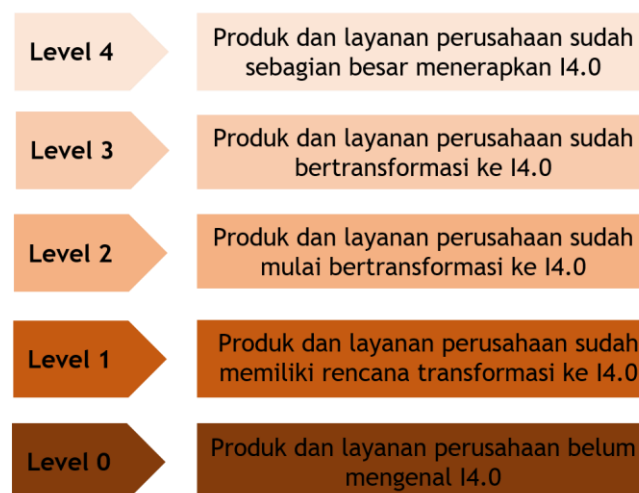 Level 4
Produk dan layanan perusahaan sudah
sebagian besar menerapkan I4.0
Level 3
Produk dan layanan perusahaan sudah
bertransformasi ke I4.0
Level 2
Produk dan layanan perusahaan sudah
mulai bertransformasi ke I4.0
Level 1
Produk dan layanan perusahaan sudah
memiliki rencana transformasi ke I4.0
Level 0
Produk dan layanan perusahaan belum
mengenal I4.0